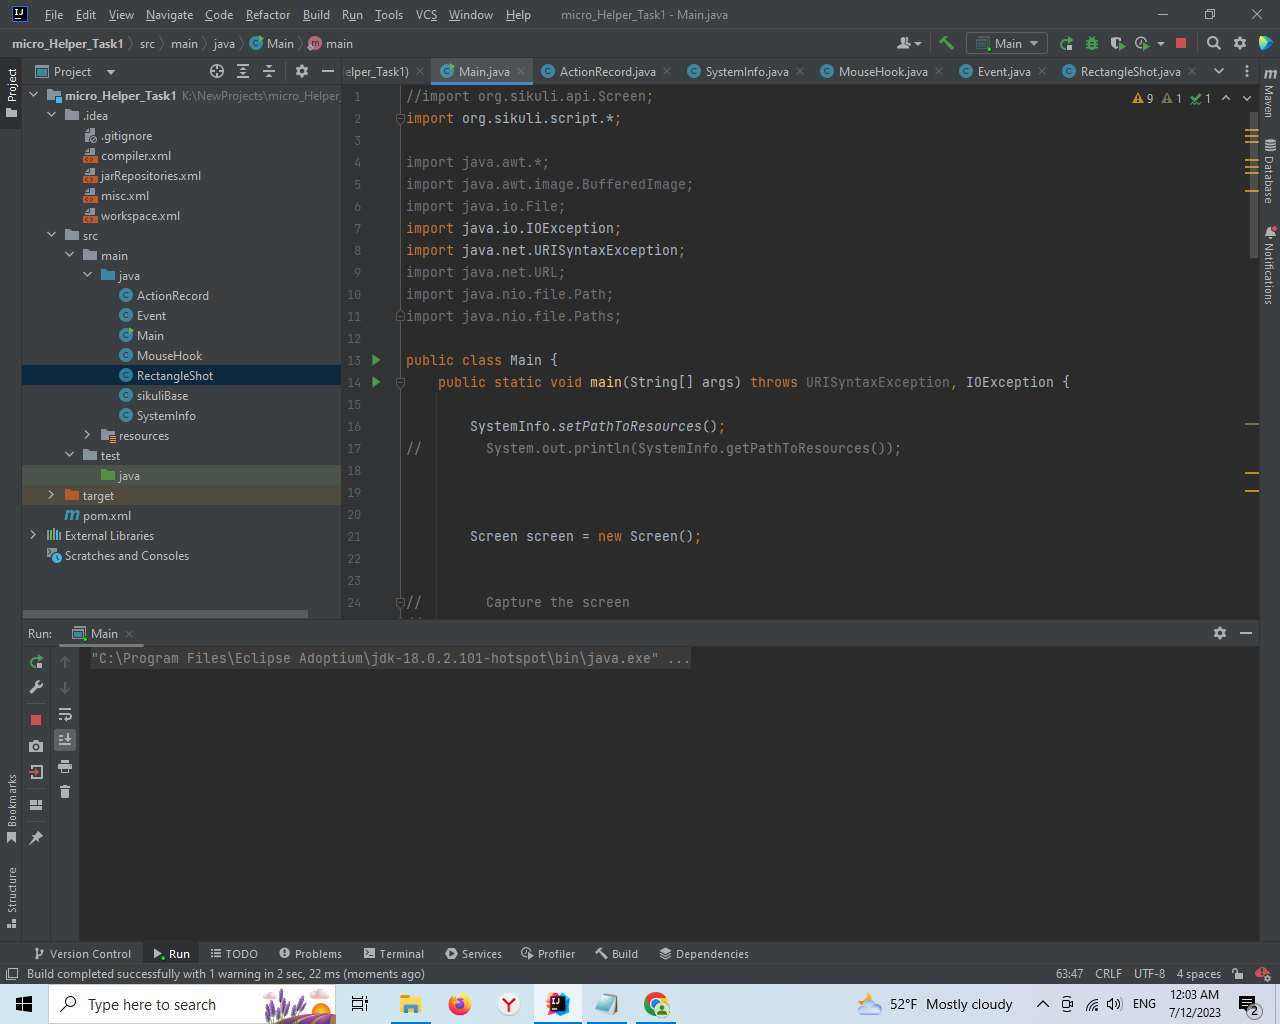 File Edit View Navigate Code Refactor Build Run Tools VCS Window Help micro_Helper_Task1 - Main.java
micro_Helper_Task1 src main java Main main
Main
Project
elper_Task1) Main.java ActionRecord.java SystemInfo.java MouseHook.java Event.java RectangleShot.java
Project
micro_Helper_Task1 K:\NewProjects\micro_Helper_
.idea
.gitignore
compiler.xml
jarRepositories.xml
misc.xml
workspace.xml
src
main
java
ActionRecord
Event
Main
MouseHook
RectangleShot
sikuliBase
SystemInfo
resources
test
java
target
pom.xml
External Libraries
Scratches and Consoles
9 1 1
1 //import org.sikuli.api.Screen;
2 import org.sikuli.script.*;
3
4 import java.awt.*;
5 import java.awt.image.BufferedImage;
6 import java.io.File;
7 import java.io.IOException;
8 import java.net.URISyntaxException;
9 import java.net.URL;
10 import java.nio.file.Path;
11 import java.nio.file.Paths;
12
13 public class Main {
14 public static void main(String[] args) throws URISyntaxException, IOException {
15
16 SystemInfo.setPathToResources();
17 // System.out.println(SystemInfo.getPathToResources());
18
19
20
21 Screen screen = new Screen();
22
23
24 // Capture the screen
Maven
Database
Notifications
Run: Main
"C:\Program Files\Eclipse Adoptium\jdk-18.0.2.101-hotspot\bin\java.exe" ...
Bookmarks
Structure
Version Control Run TODO Problems Terminal Services Profiler Build Dependencies
Build completed successfully with 1 warning in 2 sec, 22 ms (moments ago) 63:47 CRLF UTF-8 4 spaces
Type here to search
52°F Mostly cloudy
ENG
12:03 AM
7/12/2023
2